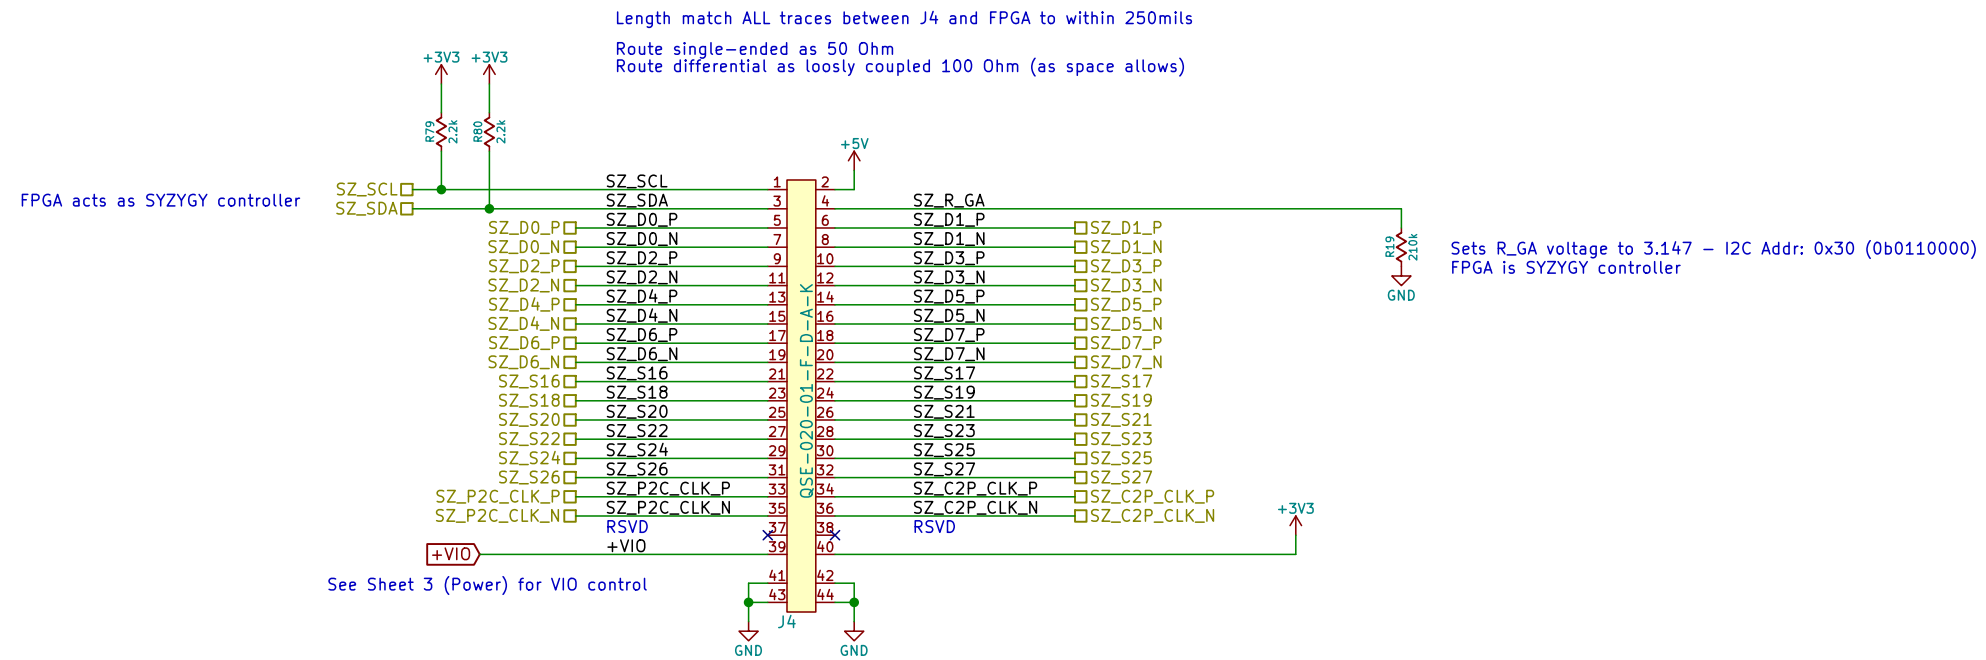 Length match ALL traces between J4 and FPGA to within 250mils
Route single-ended as 50 Ohm
Route differential as loosly coupled 100 Ohm (as space allows)
+3V3
+3V3
R79
2.2k
R80
2.2k
+5V
FPGA acts as SYZYGY controller
SZ_SCL
SZ_SCL
1
2
SZ_SDA
SZ_SDA
3
4
SZ_R_GA
SZ_D0_P
SZ_D0_P
5
6
SZ_D1_P
SZ_D1_P
SZ_D0_N
SZ_D0_N
7
8
SZ_D1_N
SZ_D1_N
SZ_D2_P
SZ_D2_P
9
10
SZ_D3_P
SZ_D3_P
SZ_D2_N
SZ_D2_N
11
12
SZ_D3_N
SZ_D3_N
SZ_D4_P
SZ_D4_P
13
14
SZ_D5_P
SZ_D5_P
SZ_D4_N
SZ_D4_N
15
16
SZ_D5_N
SZ_D5_N
SZ_D6_P
SZ_D6_P
17
18
SZ_D7_P
SZ_D7_P
SZ_D6_N
SZ_D6_N
19
20
SZ_D7_N
SZ_D7_N
SZ_S16
SZ_S16
21
22
SZ_S17
SZ_S17
SZ_S18
SZ_S18
23
24
SZ_S19
SZ_S19
SZ_S20
SZ_S20
25
26
SZ_S21
SZ_S21
SZ_S22
SZ_S22
27
28
SZ_S23
SZ_S23
SZ_S24
SZ_S24
29
30
SZ_S25
SZ_S25
SZ_S26
SZ_S26
31
32
SZ_S27
SZ_S27
SZ_P2C_CLK_P
SZ_P2C_CLK_P
33
34
SZ_C2P_CLK_P
SZ_C2P_CLK_P
SZ_P2C_CLK_N
SZ_P2C_CLK_N
35
36
SZ_C2P_CLK_N
SZ_C2P_CLK_N
RSVD
37
38
RSVD
+VIO
+VIO
39
40
+3V3
41
42
43
44
QSE-020-01-F-D-A-K
J4
GND
GND
See Sheet 3 (Power) for VIO control
R19
210k
GND
Sets R_GA voltage to 3.147 - I2C Addr: 0x30 (0b0110000)
FPGA is SYZYGY controller